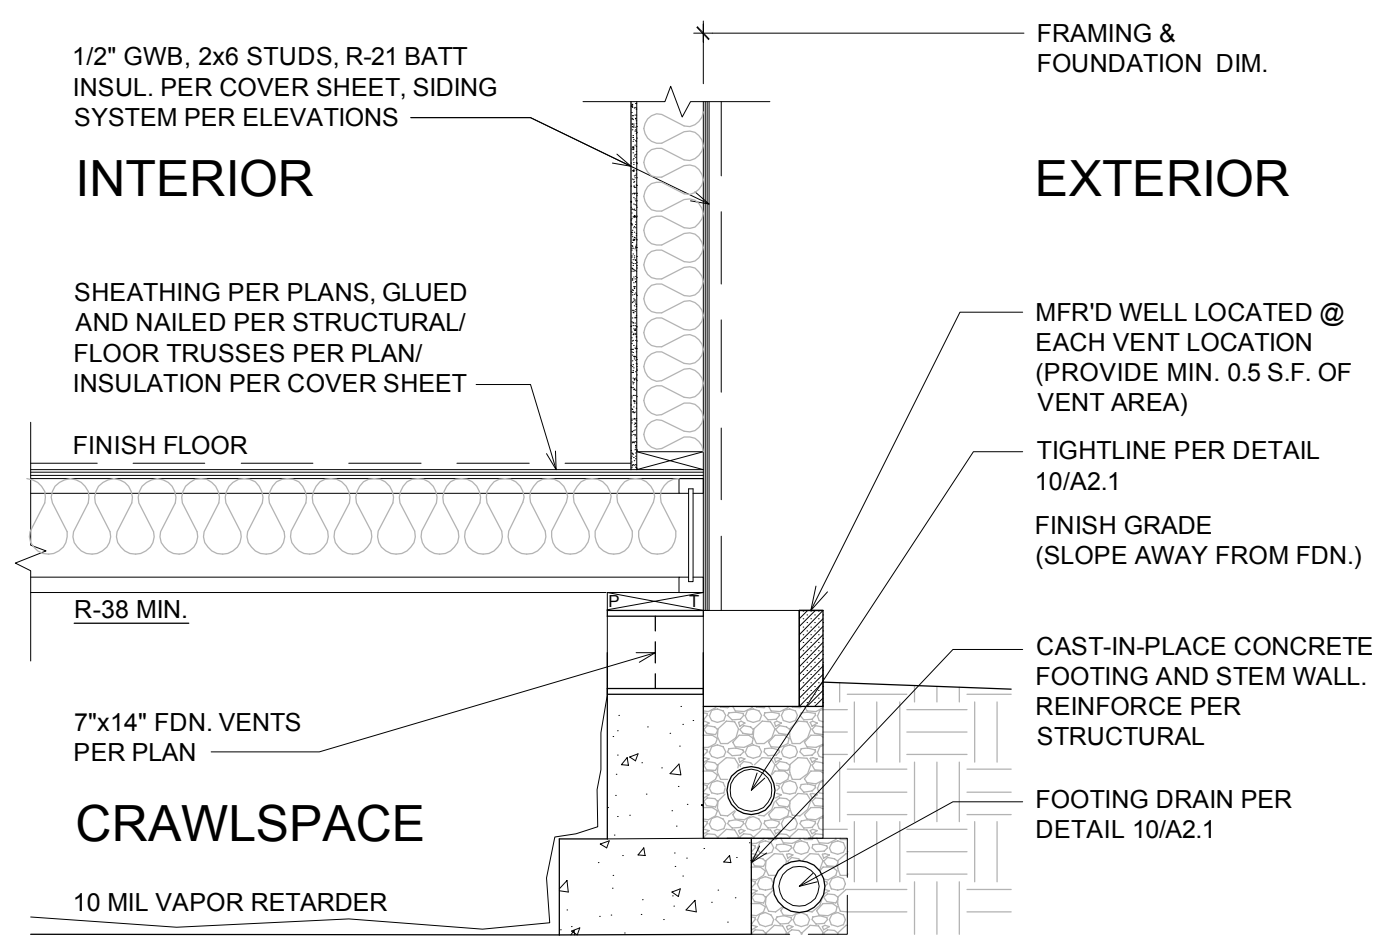 1/2" GWB, 2x6 STUDS, R-21 BATT
INSUL. PER COVER SHEET, SIDING
SYSTEM PER ELEVATIONS
INTERIOR
SHEATHING PER PLANS, GLUED
AND NAILED PER STRUCTURAL/
FLOOR TRUSSES PER PLAN/
INSULATION PER COVER SHEET
FINISH FLOOR
R-38 MIN.
P T
7"x14" FDN. VENTS
PER PLAN
CRAWLSPACE
10 MIL VAPOR RETARDER
FRAMING &
FOUNDATION DIM.
EXTERIOR
MFR'D WELL LOCATED @
EACH VENT LOCATION
(PROVIDE MIN. 0.5 S.F. OF
VENT AREA)
TIGHTLINE PER DETAIL
10/A2.1
FINISH GRADE
(SLOPE AWAY FROM FDN.)
CAST-IN-PLACE CONCRETE
FOOTING AND STEM WALL.
REINFORCE PER
STRUCTURAL
FOOTING DRAIN PER
DETAIL 10/A2.1